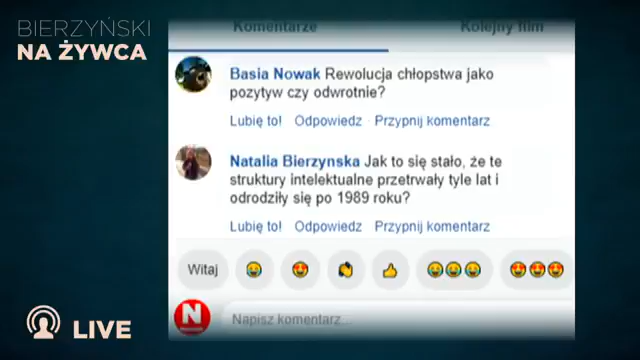 BIERZYŃSKI
NA ŻYWCA
Komentarze
Kolejny film
Basia Nowak Rewolucja chłopstwa jako
pozytyw czy odwrotnie?
Lubię to! Odpowiedz · Przypnij komentarz
Natalia Bierzynska Jak to się stało, że te
struktury intelektualne przetrwały tyle lat i
odrodziły się po 1989 roku?
Lubię to! Odpowiedz · Przypnij komentarz
Witaj
N
Napisz komentarz...
LIVE